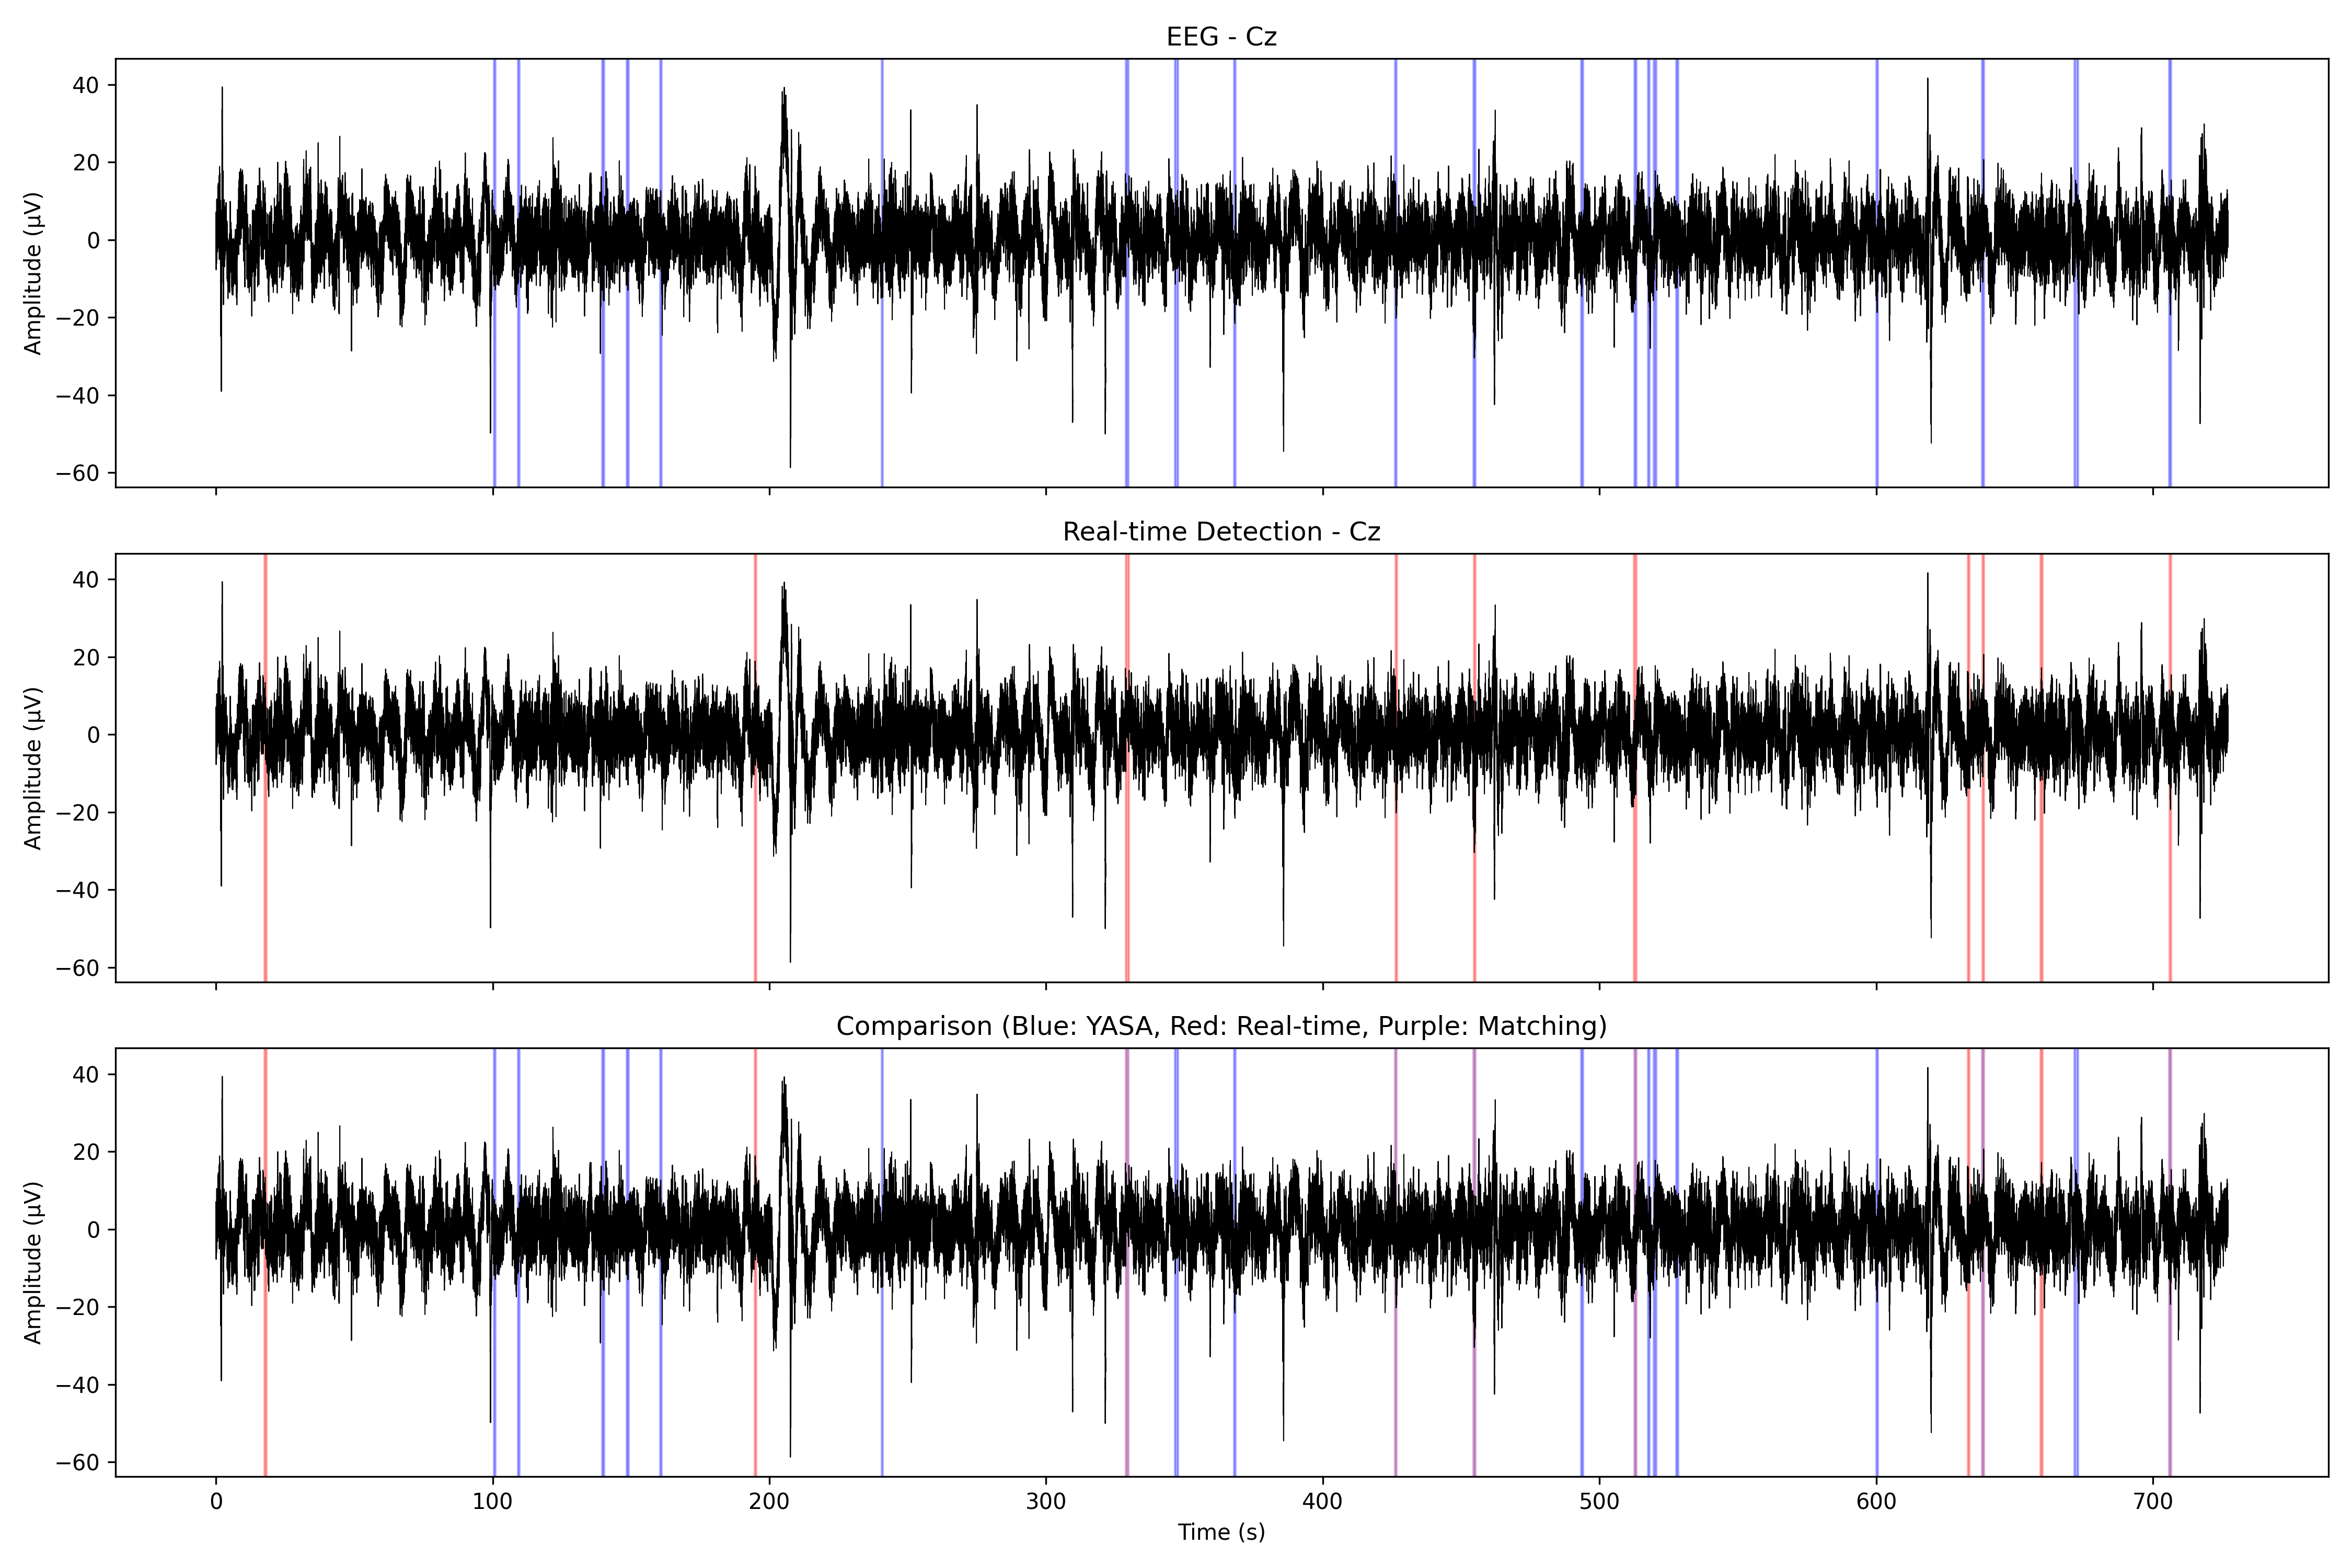 EEG - Cz
40
20
0
−20
−40
−60
Amplitude (µV)
Real-time Detection - Cz
40
20
0
−20
−40
−60
Amplitude (µV)
Comparison (Blue: YASA, Red: Real-time, Purple: Matching)
40
20
0
−20
−40
−60
Amplitude (µV)
0 100 200 300 400 500 600 700
Time (s)